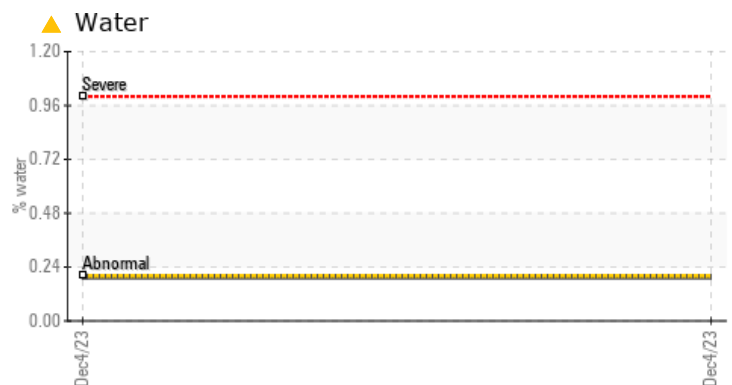 Water
1.20
Severe
0.96
0.72
% water
0.48
Abnormal
0.24
0.00
Dec4/23
Dec4/23